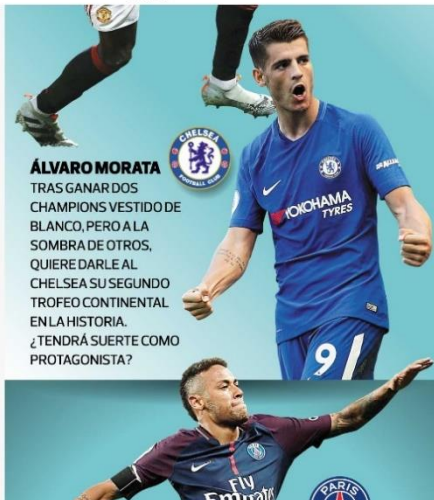 CHELSEA
FOOTBALL CLUB
ÁLVARO MORATA
TRAS GANAR DOS
CHAMPIONS VESTIDO DE
BLANCO, PERO A LA
SOMBRA DE OTROS,
QUIERE DARLE AL
CHELSEA SU SEGUNDO
TROFEO CONTINENTAL
EN LA HISTORIA.
¿TENDRÁ SUERTE COMO
PROTAGONISTA?
YOKOHAMA
TYRES
9
Fly
Emirates
PARIS